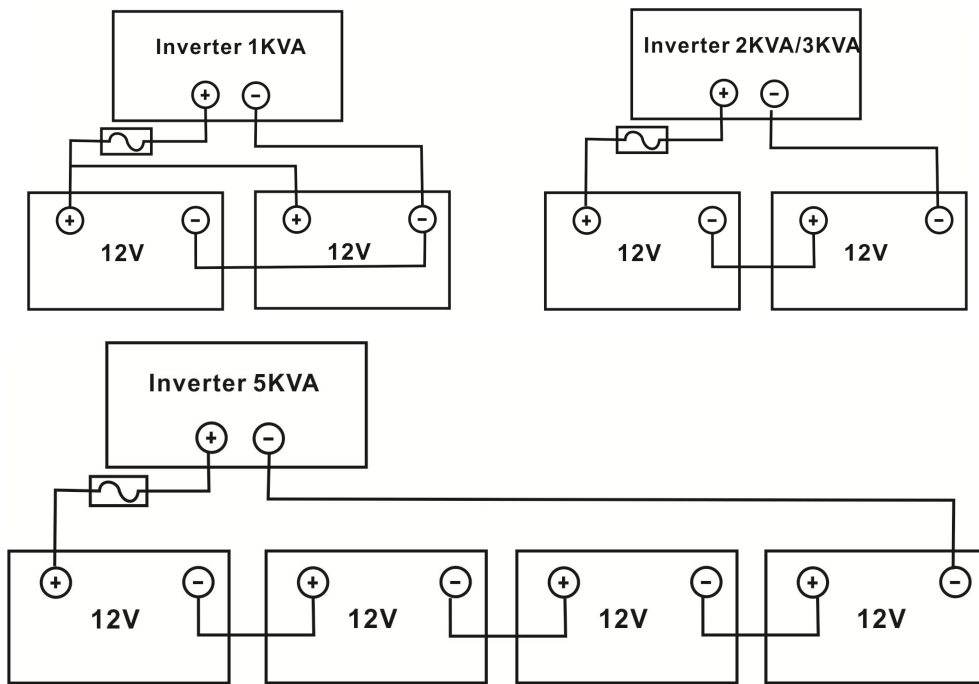 Inverter 1KVA
+ −
+ − + −
12V 12V
Inverter 2KVA/3KVA
+ −
+ − + −
12V 12V
Inverter 5KVA
+ −
+ − + − + − + −
12V 12V 12V 12V